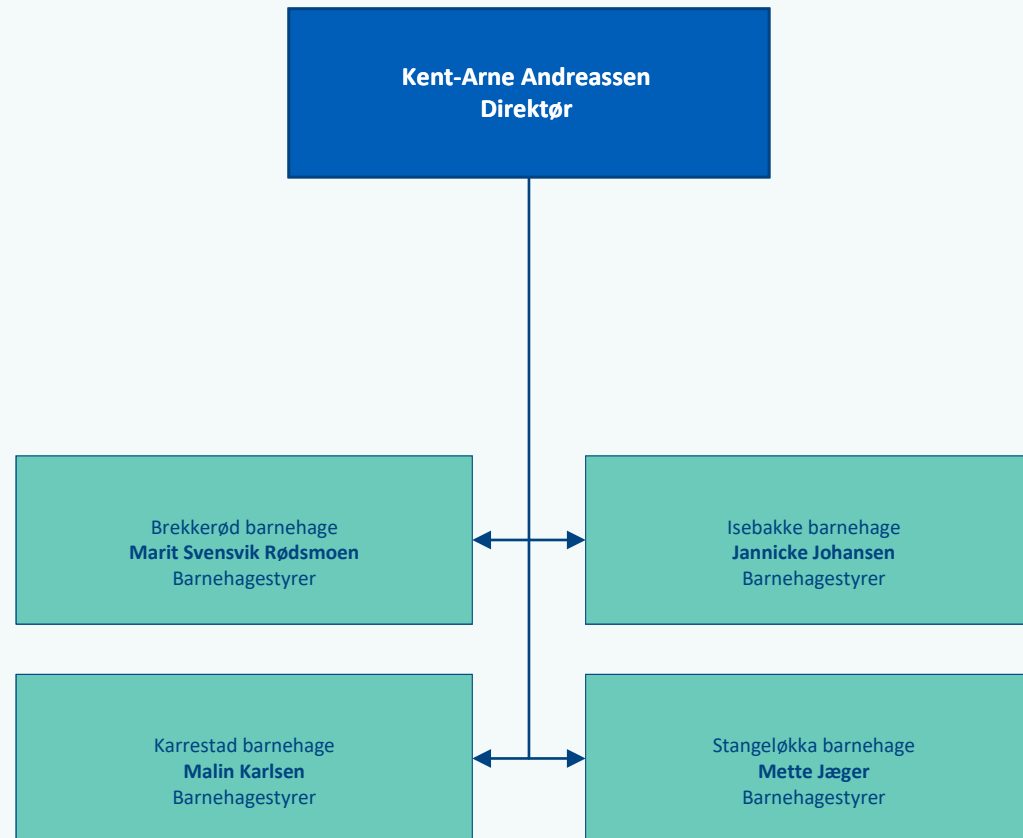 Kent-Arne Andreassen
Direktør
Brekkerød barnehage
Marit Svensvik Rødsmoen
Barnehagestyrer
Isebakke barnehage
Jannicke Johansen
Barnehagestyrer
Karrestad barnehage
Malin Karlsen
Barnehagestyrer
Stangeløkka barnehage
Mette Jæger
Barnehagestyrer